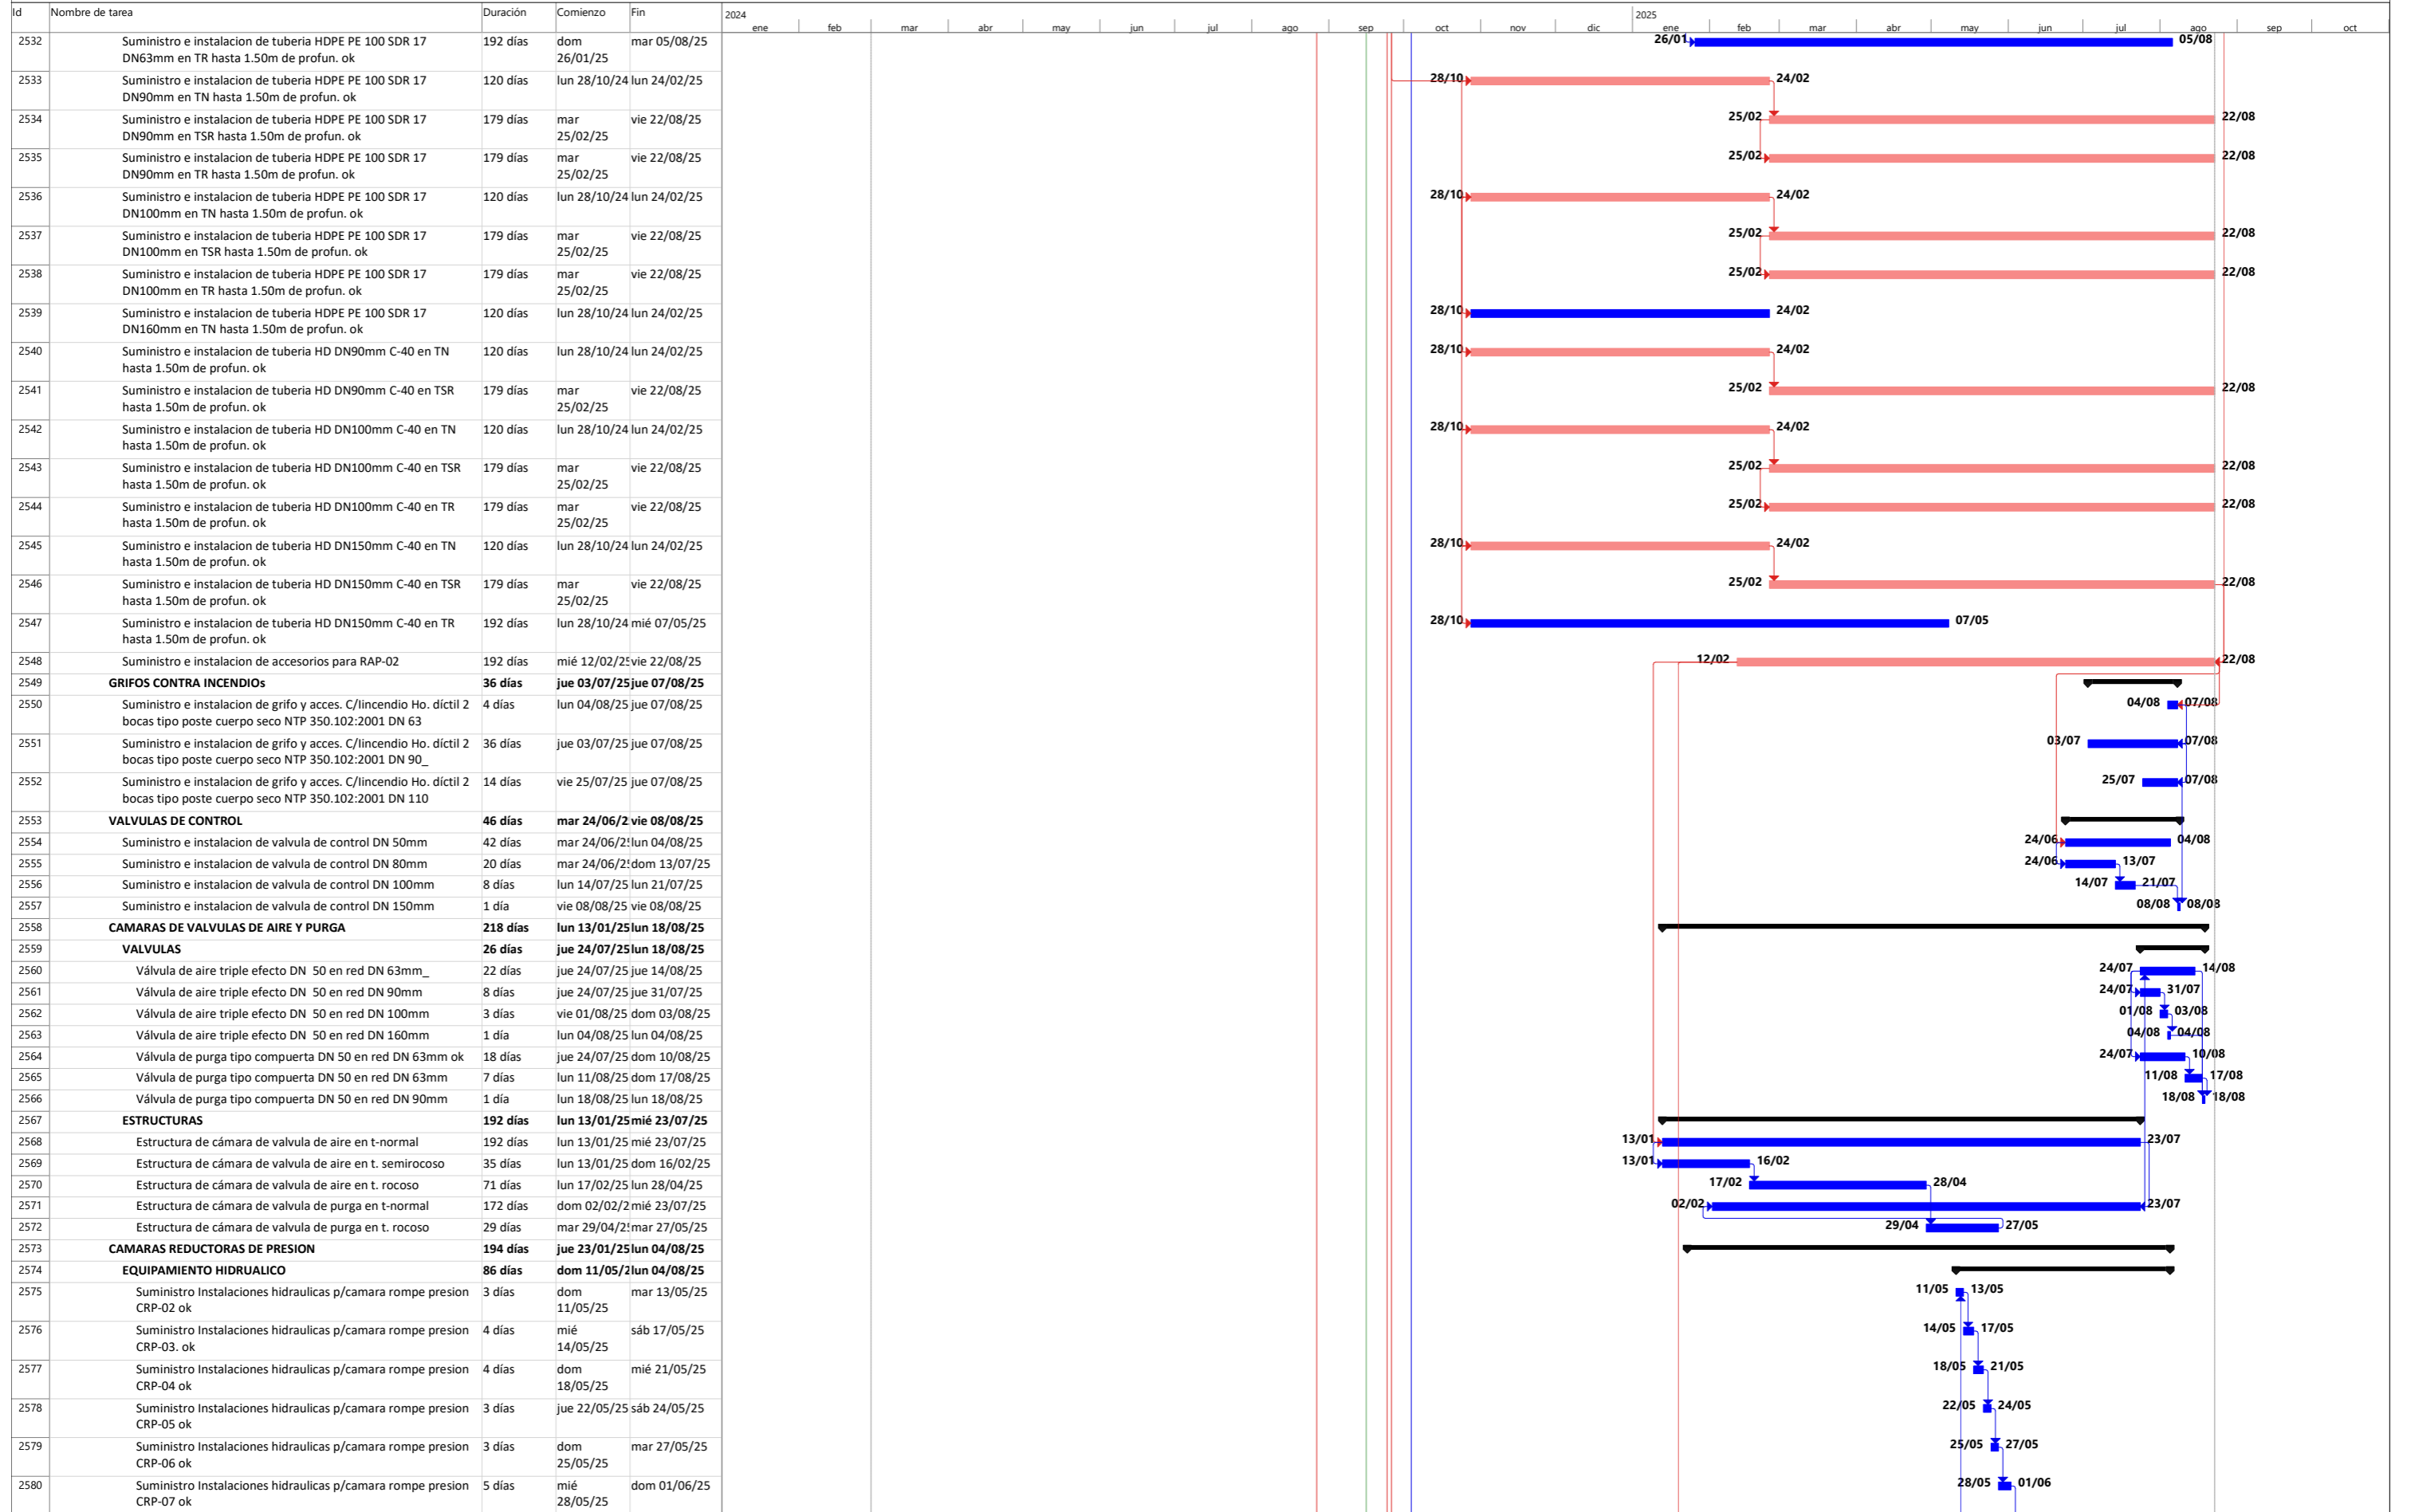 Id Nombre de tarea Duración Comienzo Fin 2024 2025
ene feb mar abr may jun jul ago sep oct nov dic ene feb mar abr may jun jul ago sep oct
2532 Suministro e instalacion de tuberia HDPE PE 100 SDR 17 192 días dom mar 05/08/25 26/01 05/08
DN63mm en TR hasta 1.50m de profun. ok 26/01/25
2533 Suministro e instalacion de tuberia HDPE PE 100 SDR 17 120 días lun 28/10/24 lun 24/02/25 28/10 24/02
DN90mm en TN hasta 1.50m de profun. ok
2534 Suministro e instalacion de tuberia HDPE PE 100 SDR 17 179 días mar vie 22/08/25 25/02 22/08
DN90mm en TSR hasta 1.50m de profun. ok 25/02/25
2535 Suministro e instalacion de tuberia HDPE PE 100 SDR 17 179 días mar vie 22/08/25 25/02 22/08
DN90mm en TR hasta 1.50m de profun. ok 25/02/25
2536 Suministro e instalacion de tuberia HDPE PE 100 SDR 17 120 días lun 28/10/24 lun 24/02/25 28/10 24/02
DN100mm en TN hasta 1.50m de profun. ok
2537 Suministro e instalacion de tuberia HDPE PE 100 SDR 17 179 días mar vie 22/08/25 25/02 22/08
DN100mm en TSR hasta 1.50m de profun. ok 25/02/25
2538 Suministro e instalacion de tuberia HDPE PE 100 SDR 17 179 días mar vie 22/08/25 25/02 22/08
DN100mm en TR hasta 1.50m de profun. ok 25/02/25
2539 Suministro e instalacion de tuberia HDPE PE 100 SDR 17 120 días lun 28/10/24 lun 24/02/25 28/10 24/02
DN160mm en TN hasta 1.50m de profun. ok
2540 Suministro e instalacion de tuberia HD DN90mm C-40 en TN 120 días lun 28/10/24 lun 24/02/25 28/10 24/02
hasta 1.50m de profun. ok
2541 Suministro e instalacion de tuberia HD DN90mm C-40 en TSR 179 días mar vie 22/08/25 25/02 22/08
hasta 1.50m de profun. ok 25/02/25
2542 Suministro e instalacion de tuberia HD DN100mm C-40 en TN 120 días lun 28/10/24 lun 24/02/25 28/10 24/02
hasta 1.50m de profun. ok
2543 Suministro e instalacion de tuberia HD DN100mm C-40 en TSR 179 días mar vie 22/08/25 25/02 22/08
hasta 1.50m de profun. ok 25/02/25
2544 Suministro e instalacion de tuberia HD DN100mm C-40 en TR 179 días mar vie 22/08/25 25/02 22/08
hasta 1.50m de profun. ok 25/02/25
2545 Suministro e instalacion de tuberia HD DN150mm C-40 en TN 120 días lun 28/10/24 lun 24/02/25 28/10 24/02
hasta 1.50m de profun. ok
2546 Suministro e instalacion de tuberia HD DN150mm C-40 en TSR 179 días mar vie 22/08/25 25/02 22/08
hasta 1.50m de profun. ok 25/02/25
2547 Suministro e instalacion de tuberia HD DN150mm C-40 en TR 192 días lun 28/10/24 mié 07/05/25 28/10 07/05
hasta 1.50m de profun. ok
2548 Suministro e instalacion de accesorios para RAP-02 192 días mié 12/02/25 vie 22/08/25 12/02 22/08
2549 GRIFOS CONTRA INCENDIOs 36 días jue 03/07/25 jue 07/08/25
2550 Suministro e instalacion de grifo y acces. C/Iincendio Ho. díctil 2 4 días lun 04/08/25 jue 07/08/25 04/08 07/08
bocas tipo poste cuerpo seco NTP 350.102:2001 DN 63
2551 Suministro e instalacion de grifo y acces. C/Iincendio Ho. díctil 2 36 días jue 03/07/25 jue 07/08/25 03/07 07/08
bocas tipo poste cuerpo seco NTP 350.102:2001 DN 90_
2552 Suministro e instalacion de grifo y acces. C/Iincendio Ho. díctil 2 14 días vie 25/07/25 jue 07/08/25 25/07 07/08
bocas tipo poste cuerpo seco NTP 350.102:2001 DN 110
2553 VALVULAS DE CONTROL 46 días mar 24/06/2 vie 08/08/25
2554 Suministro e instalacion de valvula de control DN 50mm 42 días mar 24/06/25 lun 04/08/25 24/06 04/08
2555 Suministro e instalacion de valvula de control DN 80mm 20 días mar 24/06/25 dom 13/07/25 24/06 13/07
2556 Suministro e instalacion de valvula de control DN 100mm 8 días lun 14/07/25 lun 21/07/25 14/07 21/07
2557 Suministro e instalacion de valvula de control DN 150mm 1 día vie 08/08/25 vie 08/08/25 08/08 08/08
2558 CAMARAS DE VALVULAS DE AIRE Y PURGA 218 días lun 13/01/25 lun 18/08/25
2559 VALVULAS 26 días jue 24/07/25 lun 18/08/25
2560 Válvula de aire triple efecto DN 50 en red DN 63mm_ 22 días jue 24/07/25 jue 14/08/25 24/07 14/08
2561 Válvula de aire triple efecto DN 50 en red DN 90mm 8 días jue 24/07/25 jue 31/07/25 24/07 31/07
2562 Válvula de aire triple efecto DN 50 en red DN 100mm 3 días vie 01/08/25 dom 03/08/25 01/08 03/08
2563 Válvula de aire triple efecto DN 50 en red DN 160mm 1 día lun 04/08/25 lun 04/08/25 04/08 04/08
2564 Válvula de purga tipo compuerta DN 50 en red DN 63mm ok 18 días jue 24/07/25 dom 10/08/25 24/07 10/08
2565 Válvula de purga tipo compuerta DN 50 en red DN 63mm 7 días lun 11/08/25 dom 17/08/25 11/08 17/08
2566 Válvula de purga tipo compuerta DN 50 en red DN 90mm 1 día lun 18/08/25 lun 18/08/25 18/08 18/08
2567 ESTRUCTURAS 192 días lun 13/01/25 mié 23/07/25
2568 Estructura de cámara de valvula de aire en t-normal 192 días lun 13/01/25 mié 23/07/25 13/01 23/07
2569 Estructura de cámara de valvula de aire en t. semirocoso 35 días lun 13/01/25 dom 16/02/25 13/01 16/02
2570 Estructura de cámara de valvula de aire en t. rocoso 71 días lun 17/02/25 lun 28/04/25 17/02 28/04
2571 Estructura de cámara de valvula de purga en t-normal 172 días dom 02/02/2 mié 23/07/25 02/02 23/07
2572 Estructura de cámara de valvula de purga en t. rocoso 29 días mar 29/04/25 mar 27/05/25 29/04 27/05
2573 CAMARAS REDUCTORAS DE PRESION 194 días jue 23/01/25 lun 04/08/25
2574 EQUIPAMIENTO HIDRUALICO 86 días dom 11/05/2 lun 04/08/25
2575 Suministro Instalaciones hidraulicas p/camara rompe presion 3 días dom mar 13/05/25 11/05 13/05
CRP-02 ok 11/05/25
2576 Suministro Instalaciones hidraulicas p/camara rompe presion 4 días mié sáb 17/05/25 14/05 17/05
CRP-03. ok 14/05/25
2577 Suministro Instalaciones hidraulicas p/camara rompe presion 4 días dom mié 21/05/25 18/05 21/05
CRP-04 ok 18/05/25
2578 Suministro Instalaciones hidraulicas p/camara rompe presion 3 días jue 22/05/25 sáb 24/05/25 22/05 24/05
CRP-05 ok
2579 Suministro Instalaciones hidraulicas p/camara rompe presion 3 días dom mar 27/05/25 25/05 27/05
CRP-06 ok 25/05/25
2580 Suministro Instalaciones hidraulicas p/camara rompe presion 5 días mié dom 01/06/25 28/05 01/06
CRP-07 ok 28/05/25